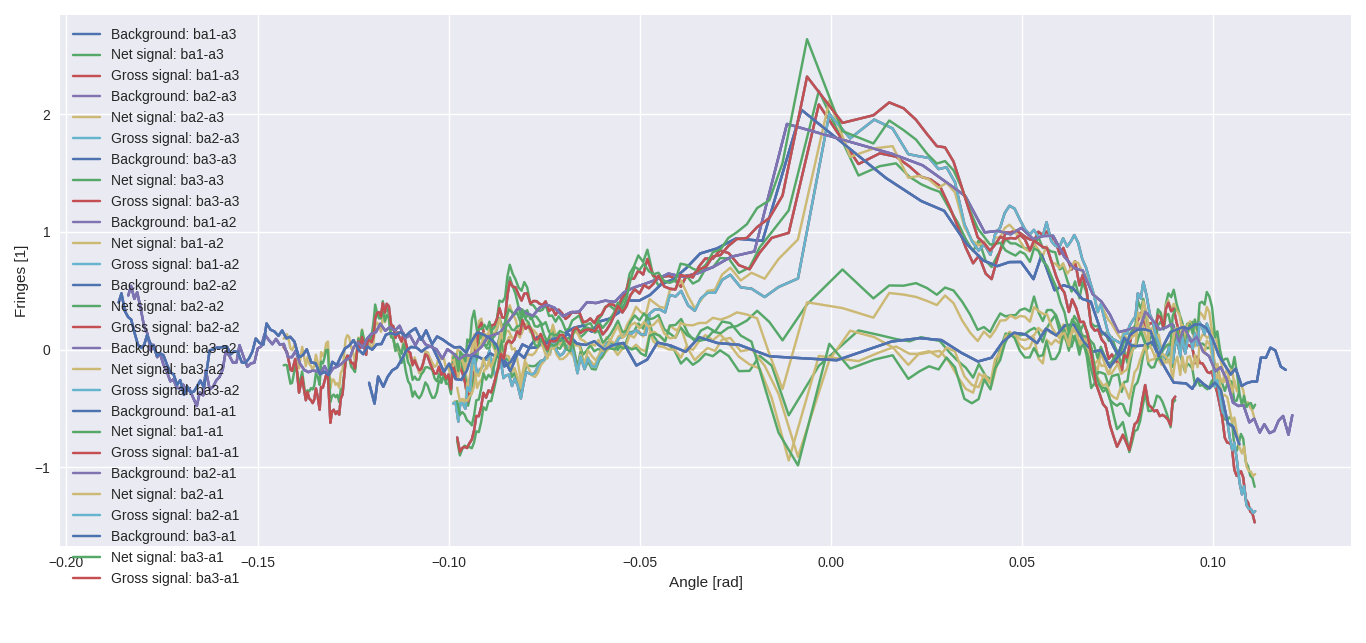 Background: ba1-a3
Net signal: ba1-a3
Gross signal: ba1-a3
Background: ba2-a3
Net signal: ba2-a3
Gross signal: ba2-a3
Background: ba3-a3
Net signal: ba3-a3
Gross signal: ba3-a3
Background: ba1-a2
Net signal: ba1-a2
Gross signal: ba1-a2
Background: ba2-a2
Net signal: ba2-a2
Gross signal: ba2-a2
Background: ba3-a2
Net signal: ba3-a2
Gross signal: ba3-a2
Background: ba1-a1
Net signal: ba1-a1
Gross signal: ba1-a1
Background: ba2-a1
Net signal: ba2-a1
Gross signal: ba2-a1
Background: ba3-a1
Net signal: ba3-a1
Gross signal: ba3-a1
2
1
0
−1
Fringes [1]
−0.20 −0.15 −0.10 −0.05 0.00 0.05 0.10
Angle [rad]